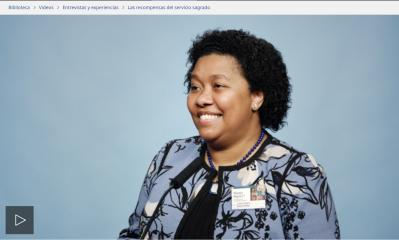 Biblioteca > Videos > Entrevistas y experiencias > Las recompensas del servicio sagrado